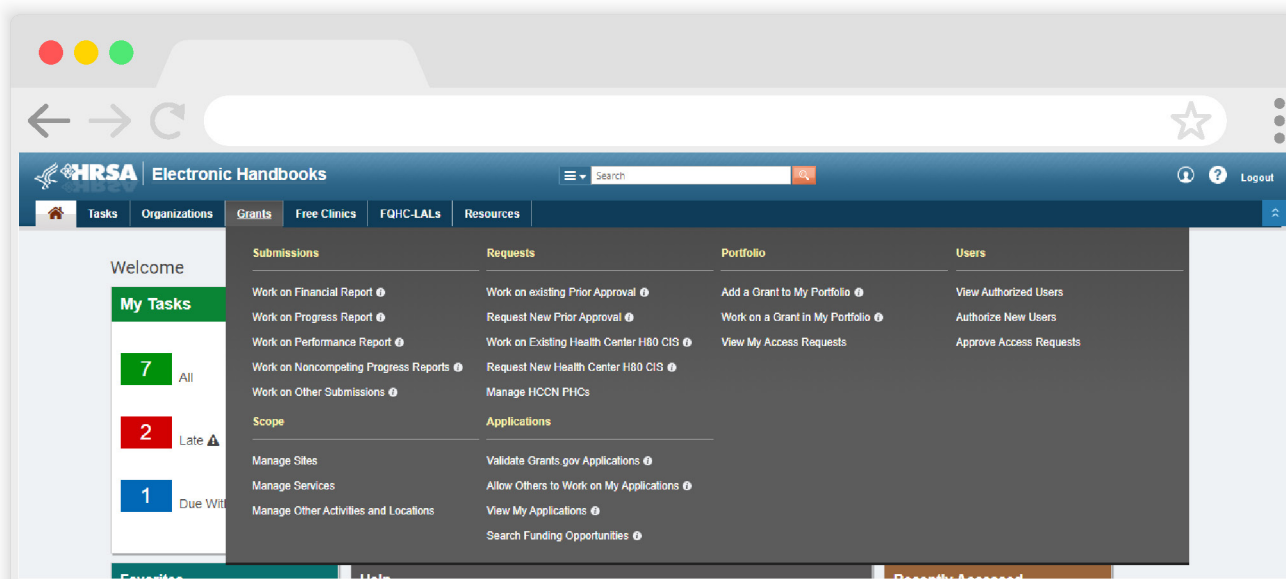 HRSA Electronic Handbooks
Search
Logout
Tasks Organizations Grants Free Clinics FQHC-LALs Resources
Welcome
My Tasks
7 All
2 Late
1 Due Wit
Submissions
Work on Financial Report
Work on Progress Report
Work on Performance Report
Work on Noncompeting Progress Reports
Work on Other Submissions
Scope
Manage Sites
Manage Services
Manage Other Activities and Locations
Requests
Work on existing Prior Approval
Request New Prior Approval
Work on Existing Health Center H80 CIS
Request New Health Center H80 CIS
Manage HCCN PHCs
Applications
Validate Grants.gov Applications
Allow Others to Work on My Applications
View My Applications
Search Funding Opportunities
Portfolio
Add a Grant to My Portfolio
Work on a Grant in My Portfolio
View My Access Requests
Users
View Authorized Users
Authorize New Users
Approve Access Requests
Favorites
Help
Recently Accessed